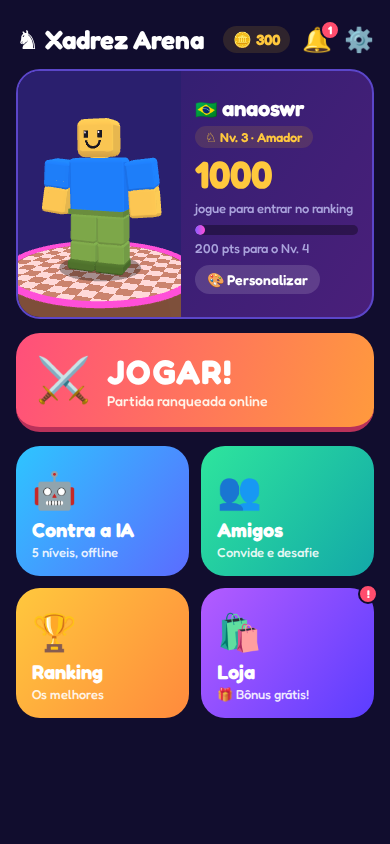 Xadrez Arena
300
1
anaoswr
Nv. 3 · Amador
1000
jogue para entrar no ranking
200 pts para o Nv. 4
Personalizar
JOGAR!
Partida ranqueada online
Contra a IA
5 níveis, offline
Amigos
Convide e desafie
Ranking
Os melhores
!
Loja
Bônus grátis!